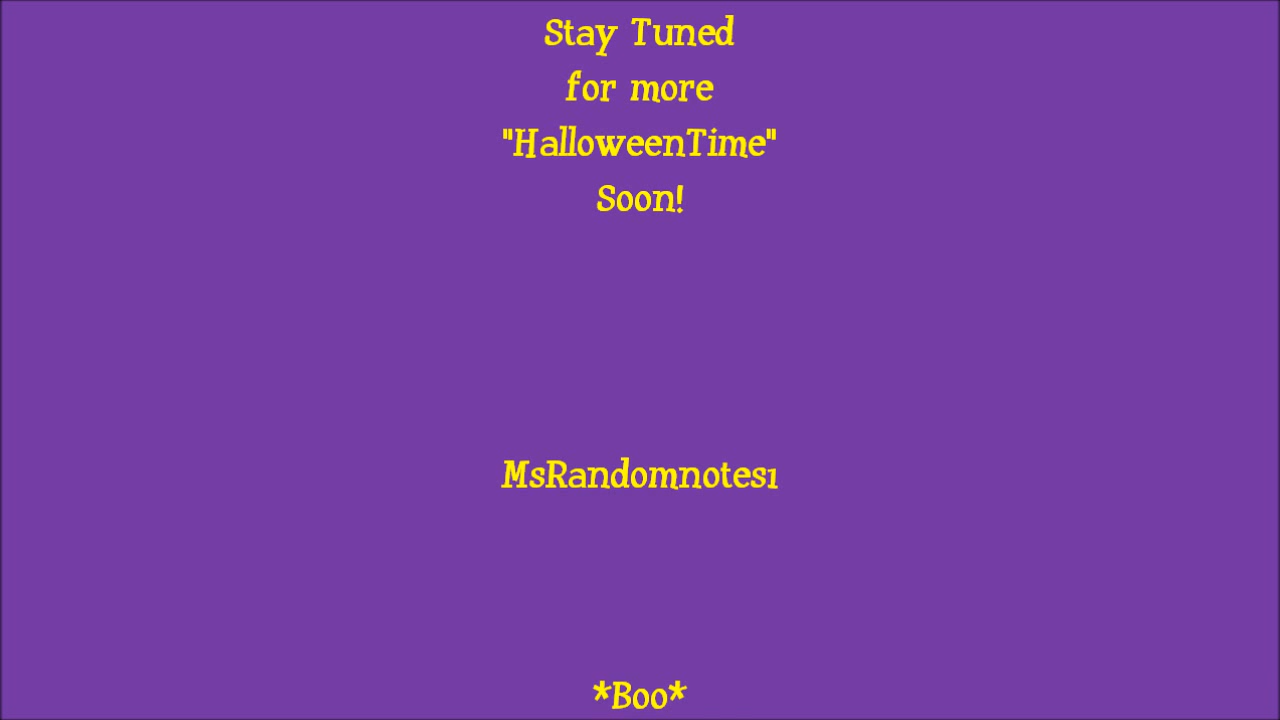 Stay Tuned
for more
"HalloweenTime"
Soon!
MsRandomnotes1
*Boo*